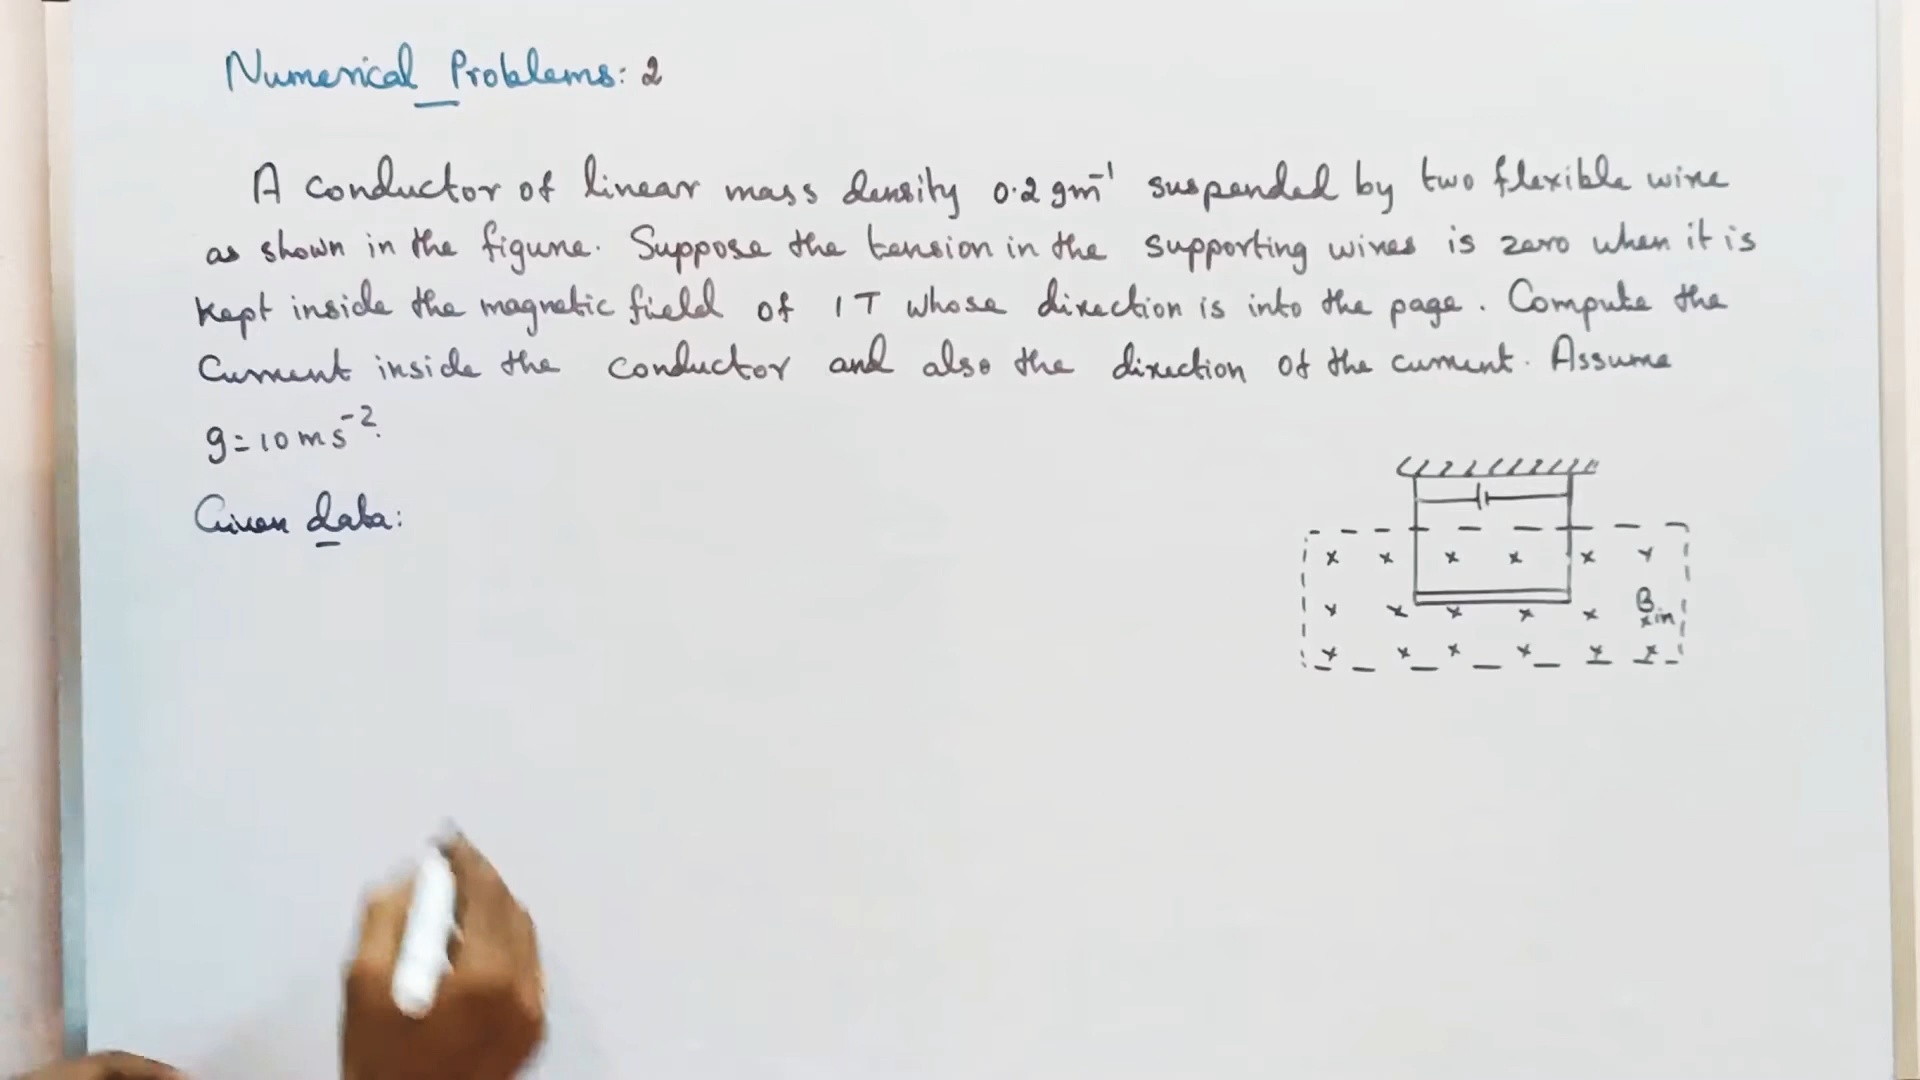 Numerical Problems: 2
A conductor of linear mass density 0.2 gm⁻¹ suspended by two flexible wire
as shown in the figure. Suppose the tension in the supporting wires is zero when it is
kept inside the magnetic field of 1T whose direction is into the page. Compute the
Current inside the conductor and also the direction of the current. Assume
g = 10 ms⁻².
Given data:
Bin